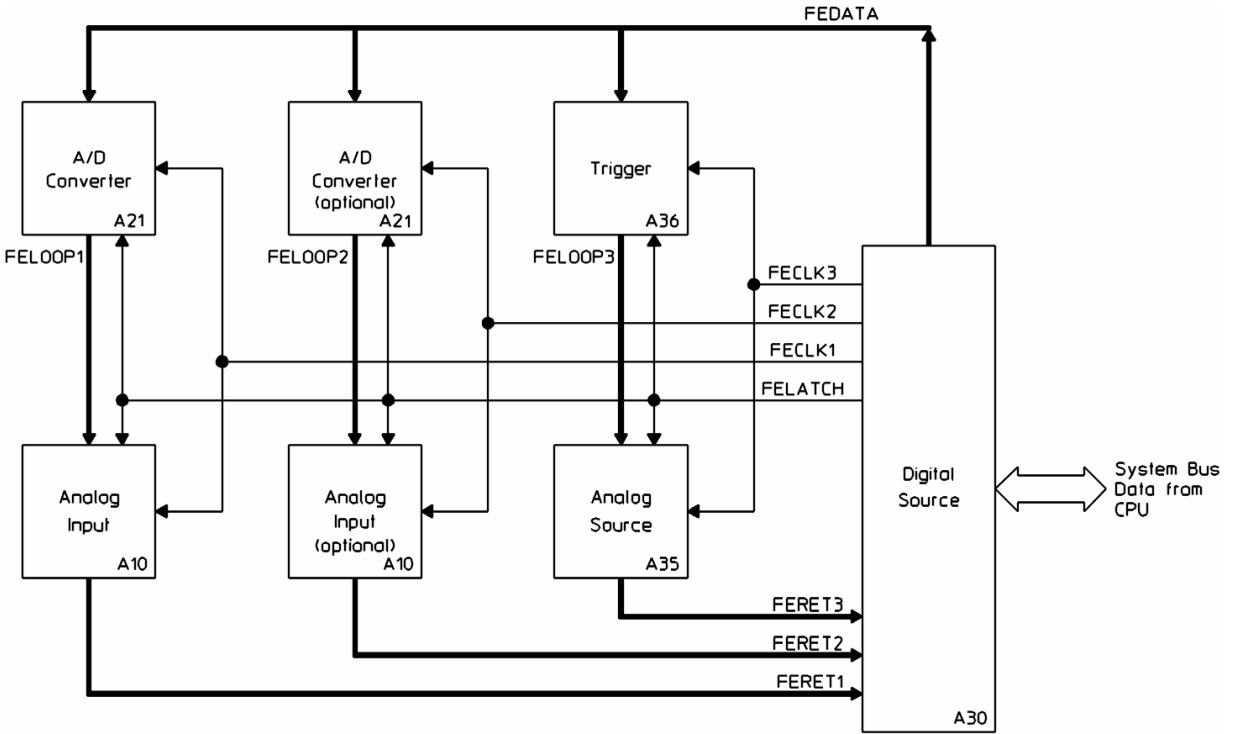 FEDATA
A/D
Converter
A21
A/D
Converter
(optional)
A21
Trigger
A36
FELOOP1
FELOOP2
FELOOP3
FECLK3
FECLK2
FECLK1
FELATCH
Analog
Input
A10
Analog
Input
(optional)
A10
Analog
Source
A35
Digital
Source
A30
System Bus
Data from
CPU
FERET3
FERET2
FERET1